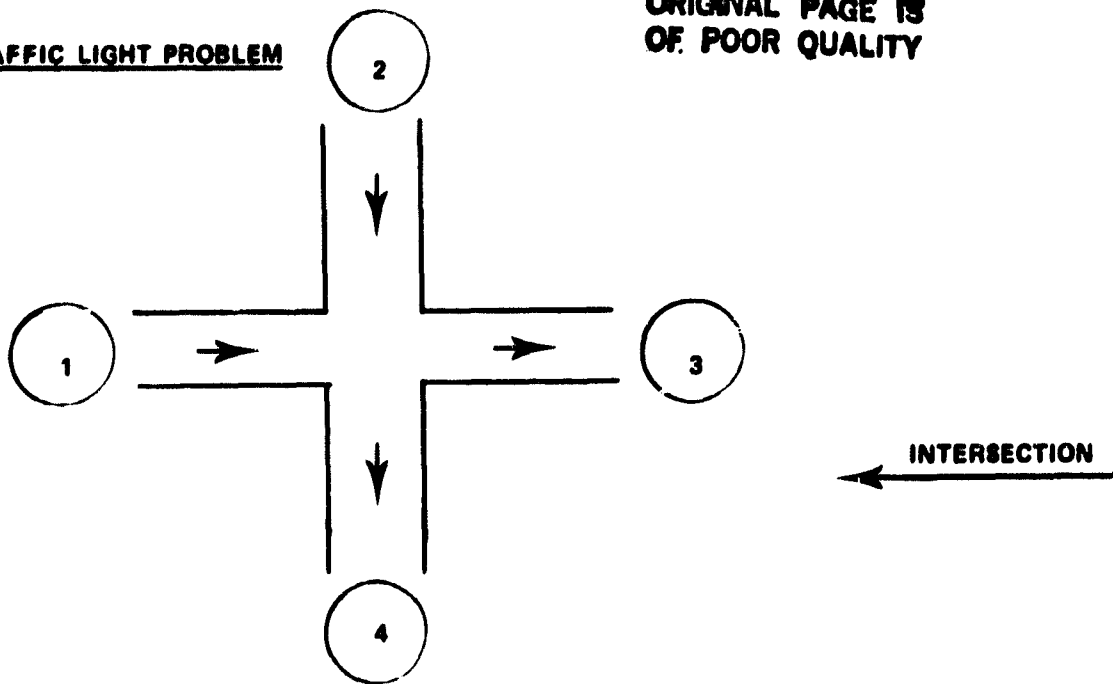 ORIGINAL PAGE IS
OF POOR QUALITY
AFFIC LIGHT PROBLEM
2
1
3
INTERSECTION
4